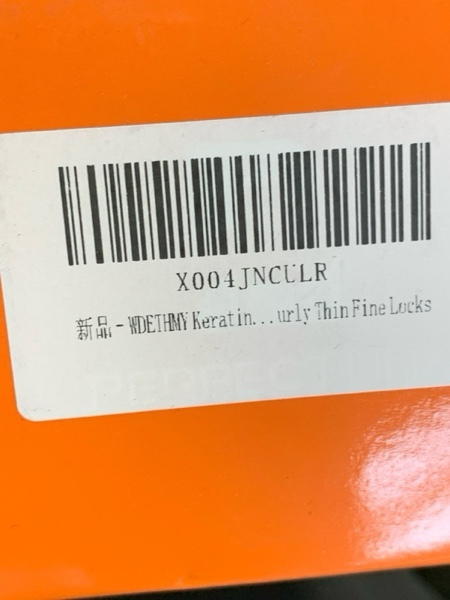 X004JNCULR
新品 - WDETHMY Keratin...urly Thin Fine Locks